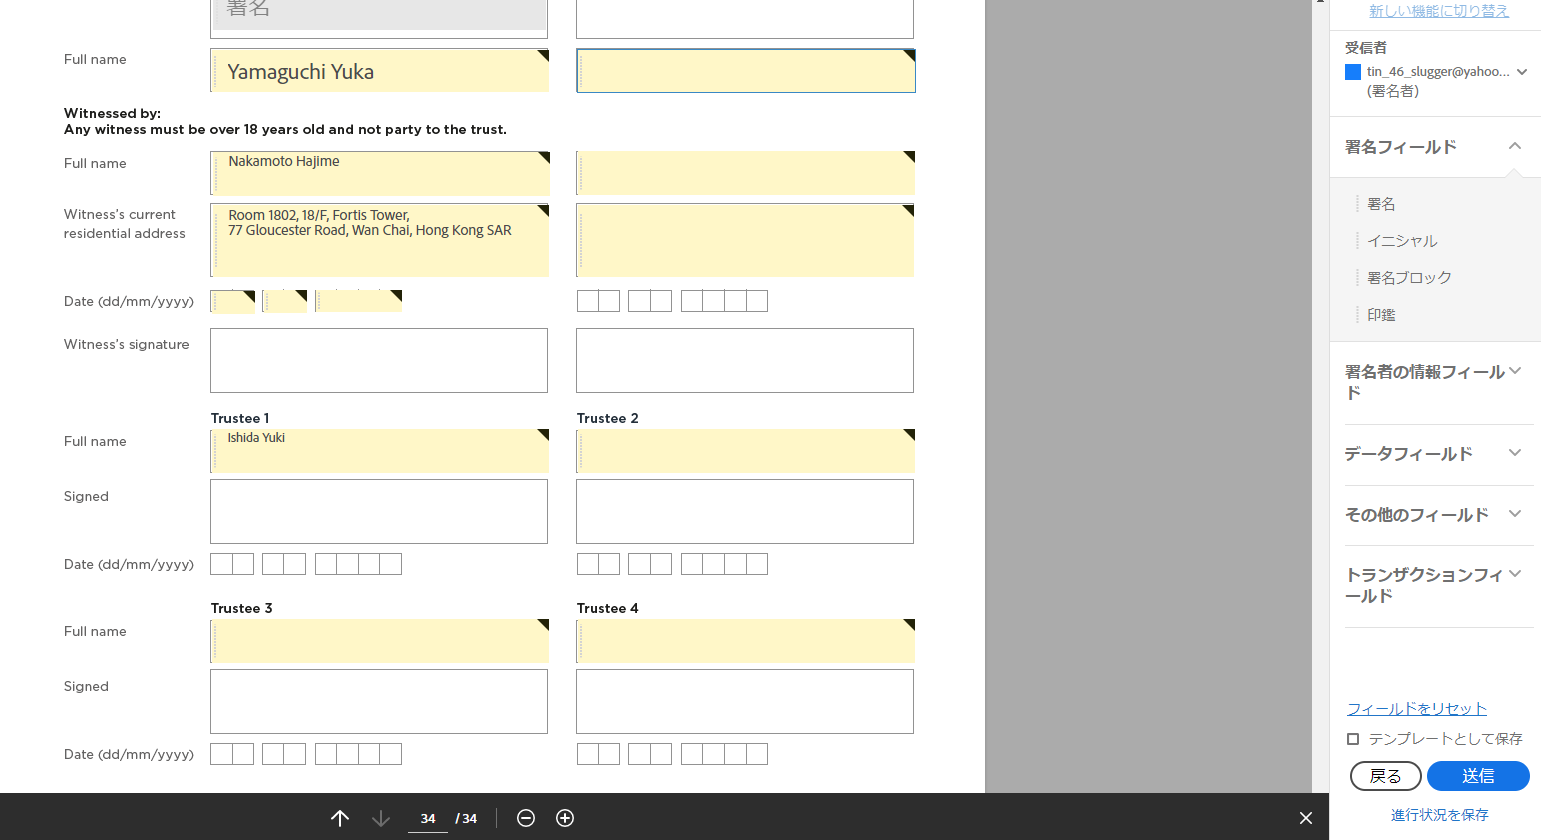 署名
Full name
Yamaguchi Yuka
Witnessed by:
Any witness must be over 18 years old and not party to the trust.
Full name
Nakamoto Hajime
Witness's current
residential address
Room 1802, 18/F, Fortis Tower,
77 Gloucester Road, Wan Chai, Hong Kong SAR
Date (dd/mm/yyyy)
Witness's signature
Trustee 1
Trustee 2
Full name
Ishida Yuki
Signed
Date (dd/mm/yyyy)
Trustee 3
Trustee 4
Full name
Signed
Date (dd/mm/yyyy)
34 / 34
新しい機能に切り替え
受信者
tin_46_slugger@yahoo...
(署名者)
署名フィールド
署名
イニシャル
署名ブロック
印鑑
署名者の情報フィール
ド
データフィールド
その他のフィールド
トランザクションフィ
ールド
フィールドをリセット
テンプレートとして保存
戻る
送信
進行状況を保存